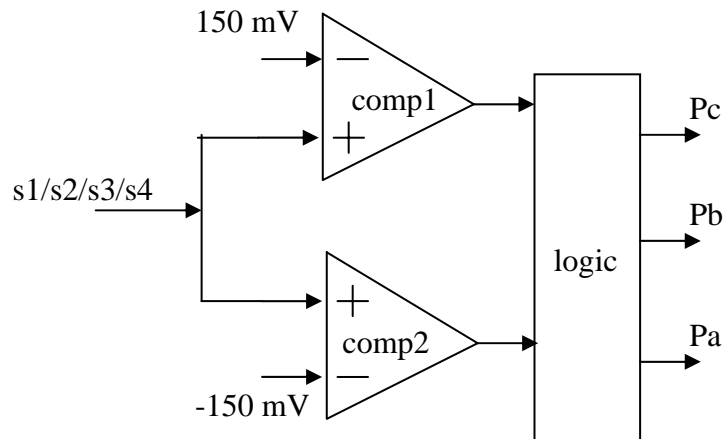 150 mV
−
comp1
+
Pc
s1/s2/s3/s4
Pb
logic
+
comp2
Pa
−
-150 mV